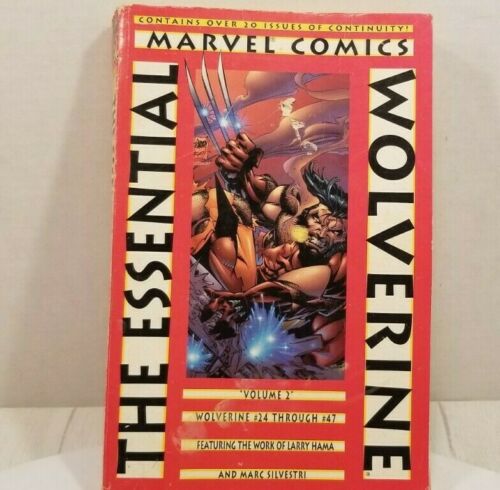 CONTAINS OVER 20 ISSUES OF CONTINUITY!
MARVEL COMICS
THE ESSENTIAL
WOLVERINE
"VOLUME 2"
WOLVERINE #24 THROUGH #47
FEATURING THE WORK OF LARRY HAMA
AND MARC SILVESTRI